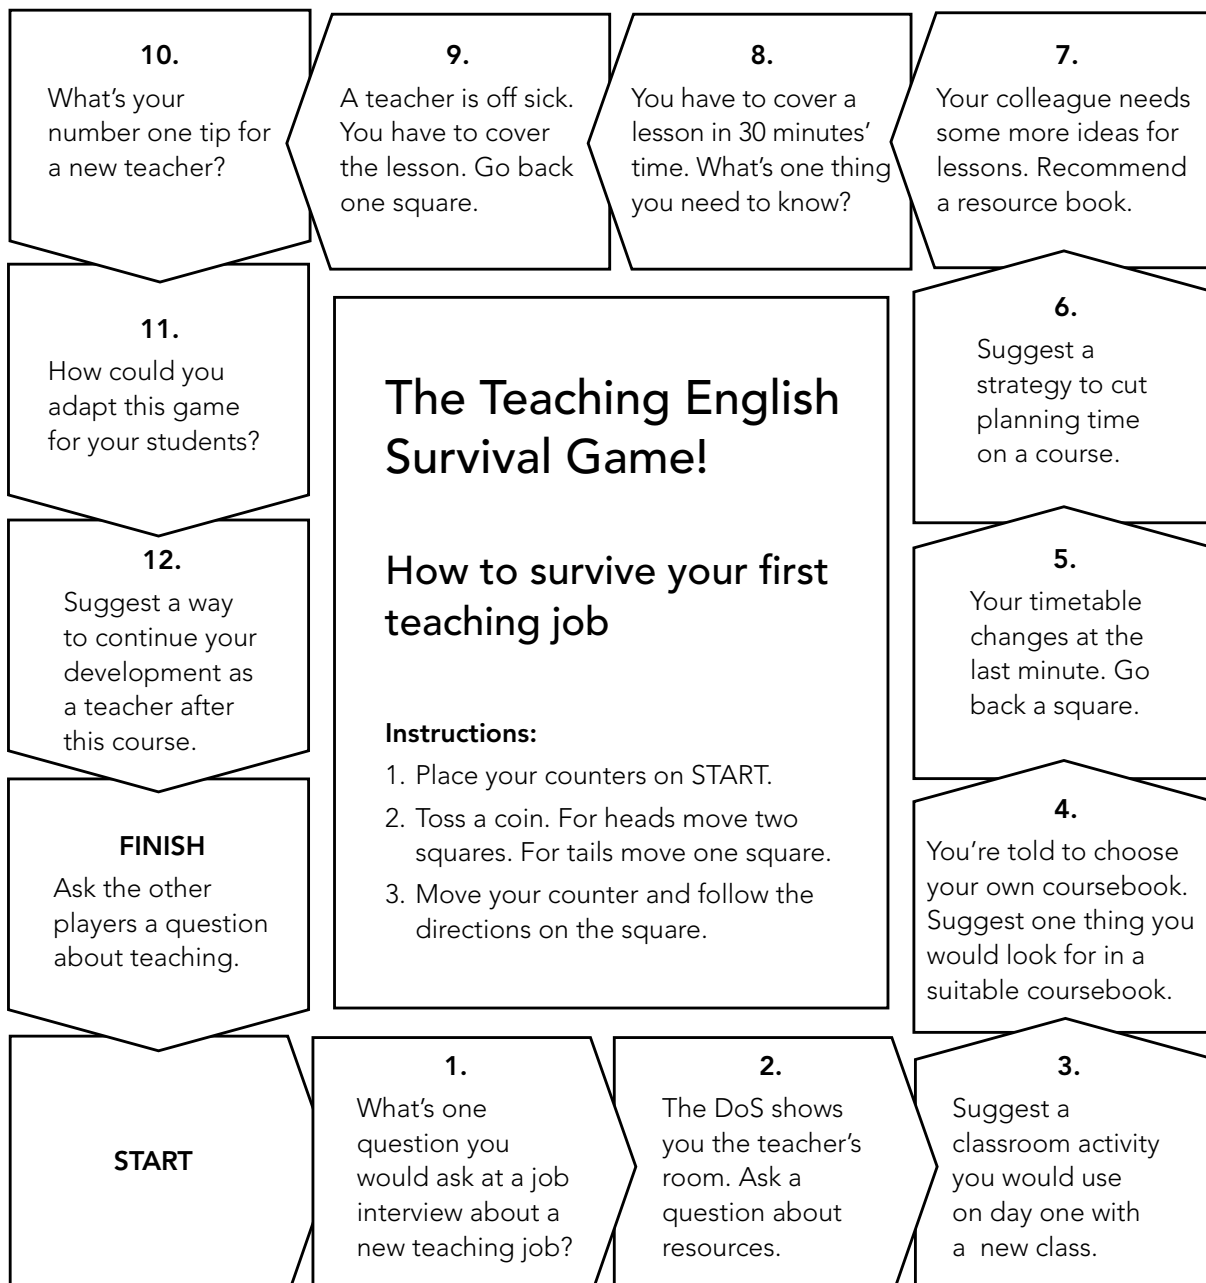 10.
What's your
number one tip for
a new teacher?
9.
A teacher is off sick.
You have to cover
the lesson. Go back
one square.
8.
You have to cover a
lesson in 30 minutes'
time. What's one thing
you need to know?
7.
Your colleague needs
some more ideas for
lessons. Recommend
a resource book.
11.
How could you
adapt this game
for your students?
The Teaching English
Survival Game!
How to survive your first
teaching job
Instructions:
1. Place your counters on START.
2. Toss a coin. For heads move two
squares. For tails move one square.
3. Move your counter and follow the
directions on the square.
6.
Suggest a
strategy to cut
planning time
on a course.
12.
Suggest a way
to continue your
development as
a teacher after
this course.
5.
Your timetable
changes at the
last minute. Go
back a square.
FINISH
Ask the other
players a question
about teaching.
4.
You're told to choose
your own coursebook.
Suggest one thing you
would look for in a
suitable coursebook.
START
1.
What's one
question you
would ask at a job
interview about a
new teaching job?
2.
The DoS shows
you the teacher's
room. Ask a
question about
resources.
3.
Suggest a
classroom activity
you would use
on day one with
a new class.